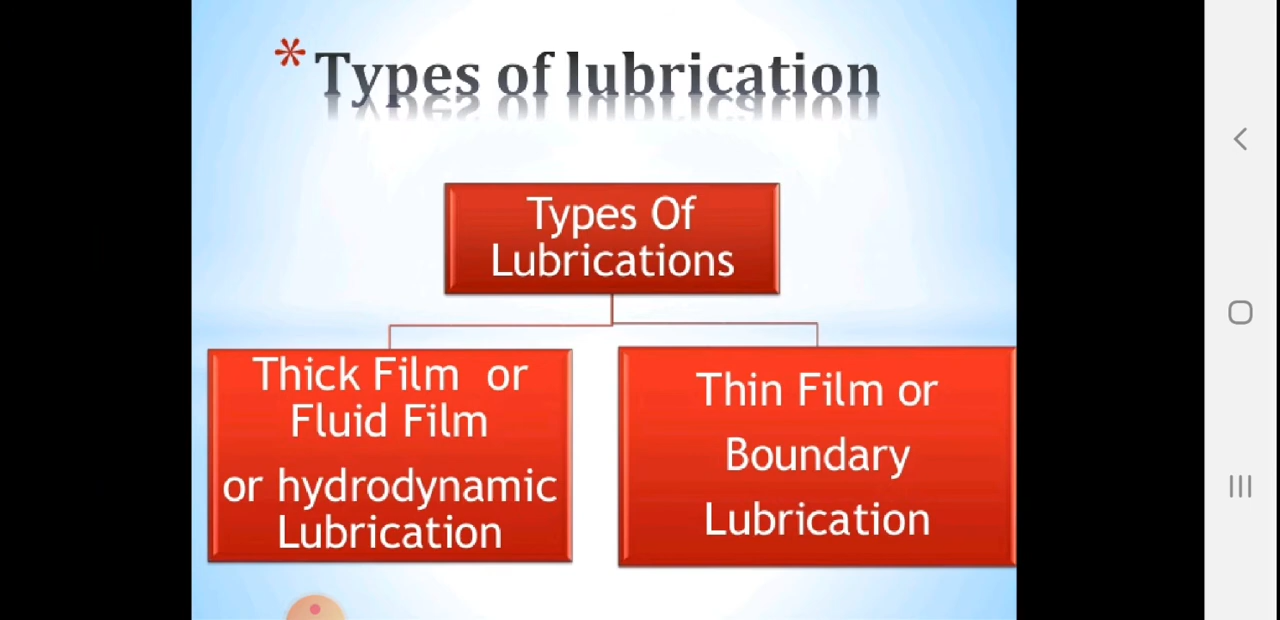 * Types of lubrication
Types Of
Lubrications
Thick Film or
Fluid Film
or hydrodynamic
Lubrication
Thin Film or
Boundary
Lubrication